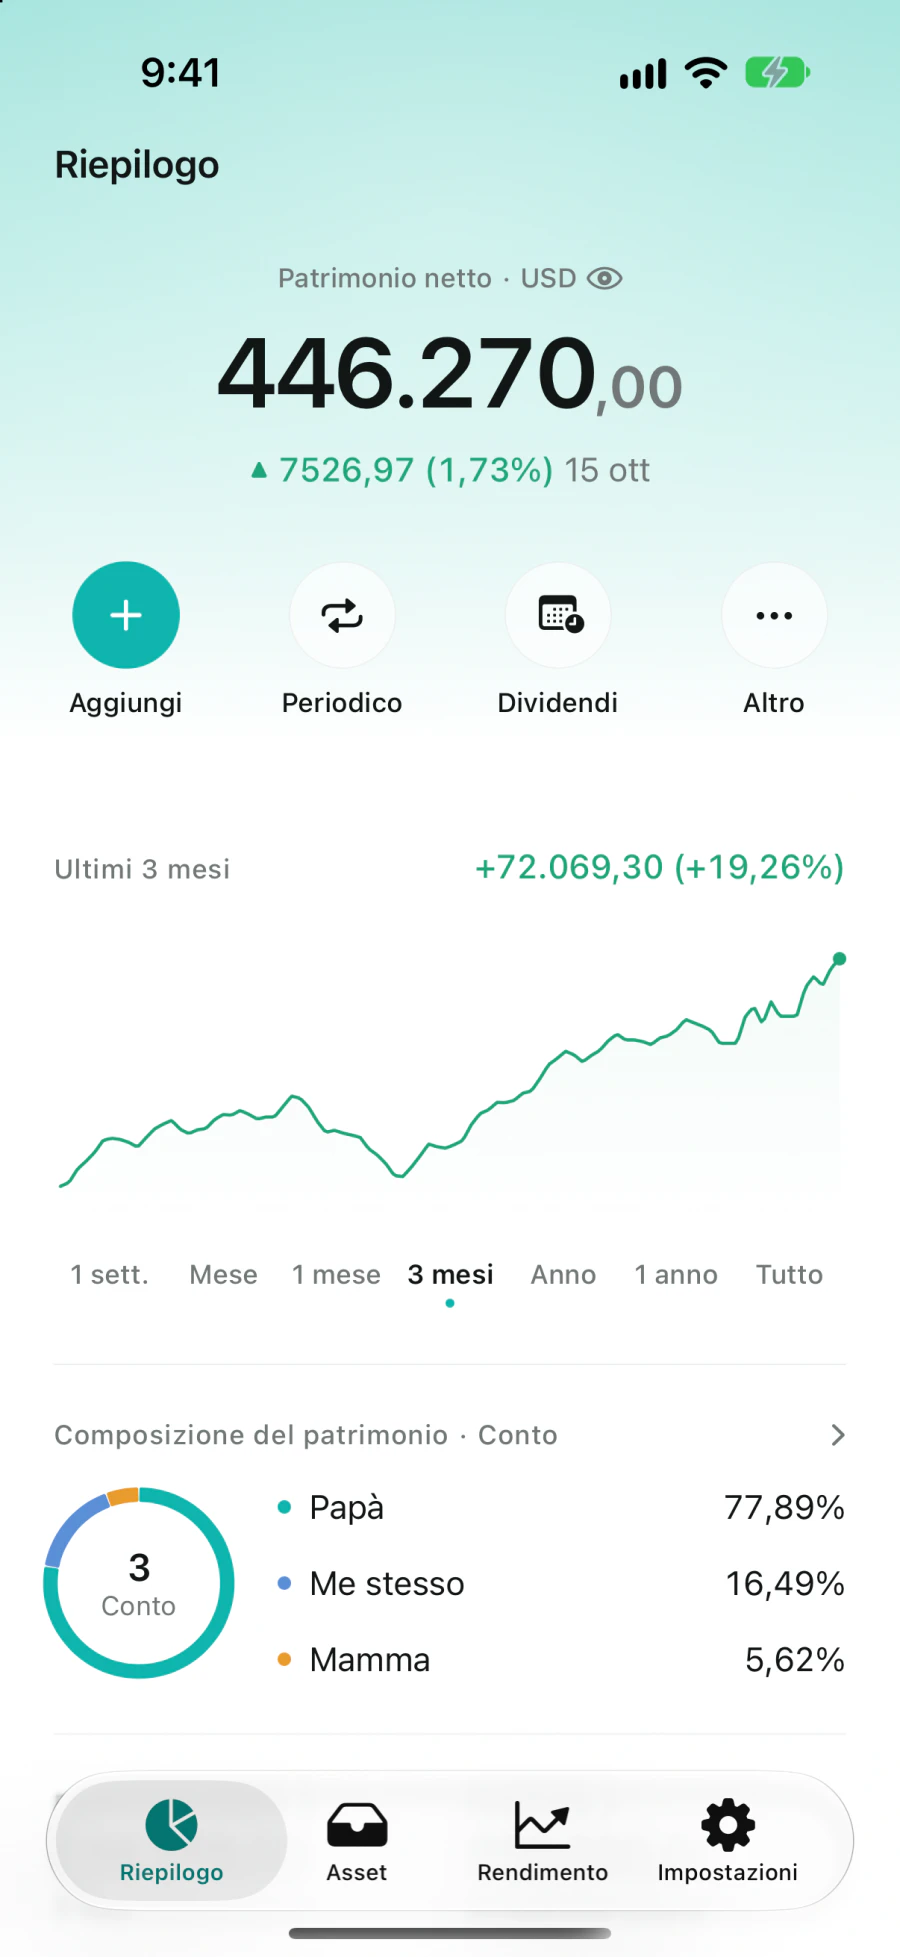 9:41
Riepilogo
Patrimonio netto · USD
446.270,00
▲ 7526,97 (1,73%) 15 ott
Aggiungi Periodico Dividendi Altro
Ultimi 3 mesi +72.069,30 (+19,26%)
1 sett. Mese 1 mese 3 mesi Anno 1 anno Tutto
Composizione del patrimonio · Conto
3
Conto
Papà 77,89%
Me stesso 16,49%
Mamma 5,62%
Riepilogo Asset Rendimento Impostazioni